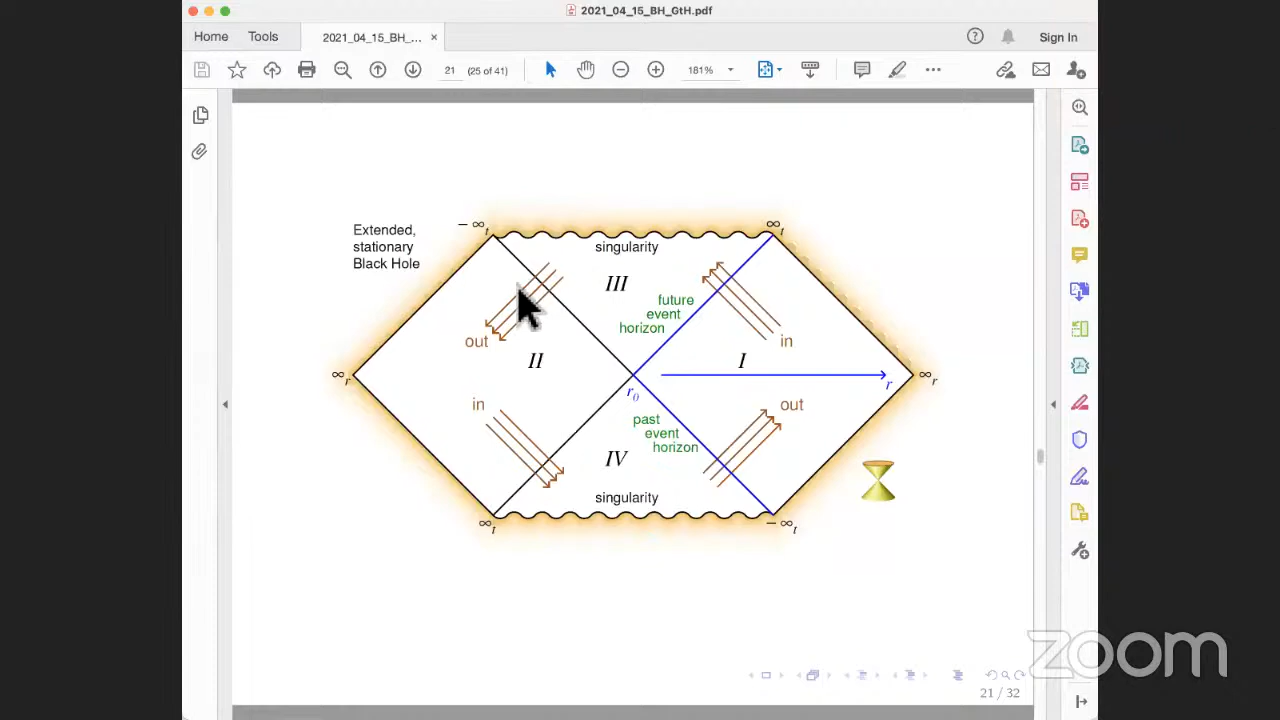 2021_04_15_BH_GtH.pdf
Home
Tools
2021_04_15_BH_...
×
Sign In
21
(25 of 41)
181%
Extended,
stationary
Black Hole
− ∞t
∞t
singularity
III
future
event
horizon
out
in
II
I
∞r
r0
r
∞r
in
out
past
event
horizon
IV
singularity
∞t
− ∞t
zoom
21 / 32